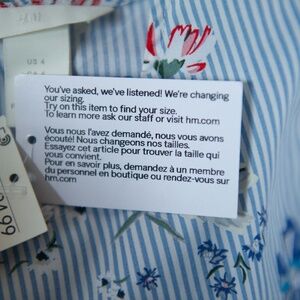 H&M
US 4
You've asked, we've listened! We're changing
our sizing.
Try on this item to find your size.
To learn more ask our staff or visit hm.com
Vous nous l'avez demandé, nous vous avons
écouté! Nous changeons nos tailles.
Essayez cet article pour trouver la taille qui
vous convient.
Pour en savoir plus, demandez à un membre
du personnel en boutique ou rendez-vous sur
hm.com